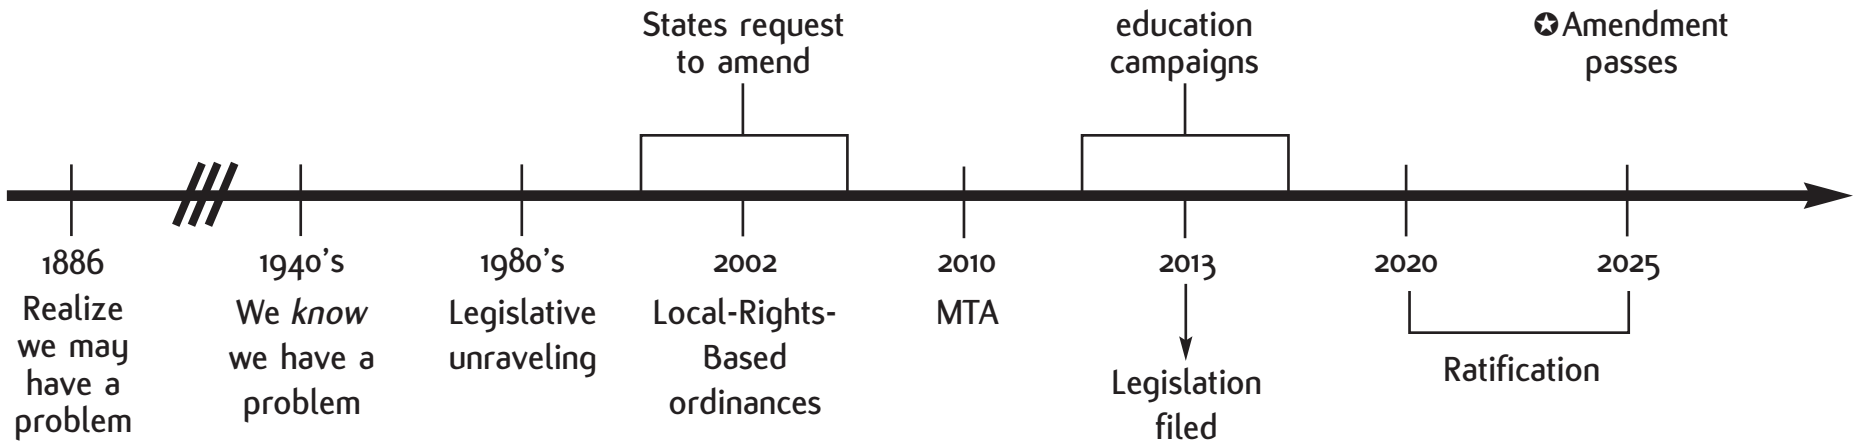 States request
to amend
education
campaigns
✪Amendment
passes
1886
1940's
1980's
2002
2010
2013
2020
2025
Realize
we may
have a
problem
We know
we have a
problem
Legislative
unraveling
Local-Rights-
Based
ordinances
MTA
Legislation
filed
Ratification